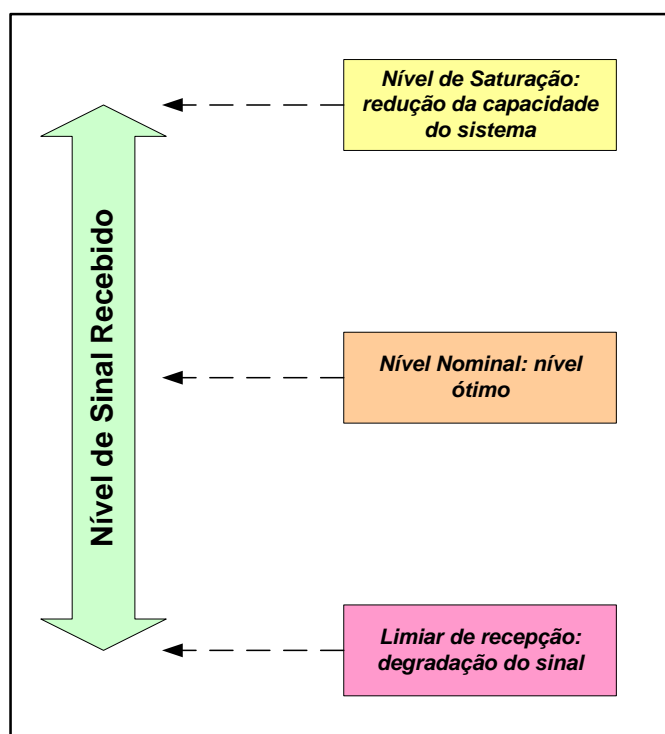 Nível de Saturação:
redução da capacidade
do sistema
Nível de Sinal Recebido
Nível Nominal: nível
ótimo
Limiar de recepção:
degradação do sinal